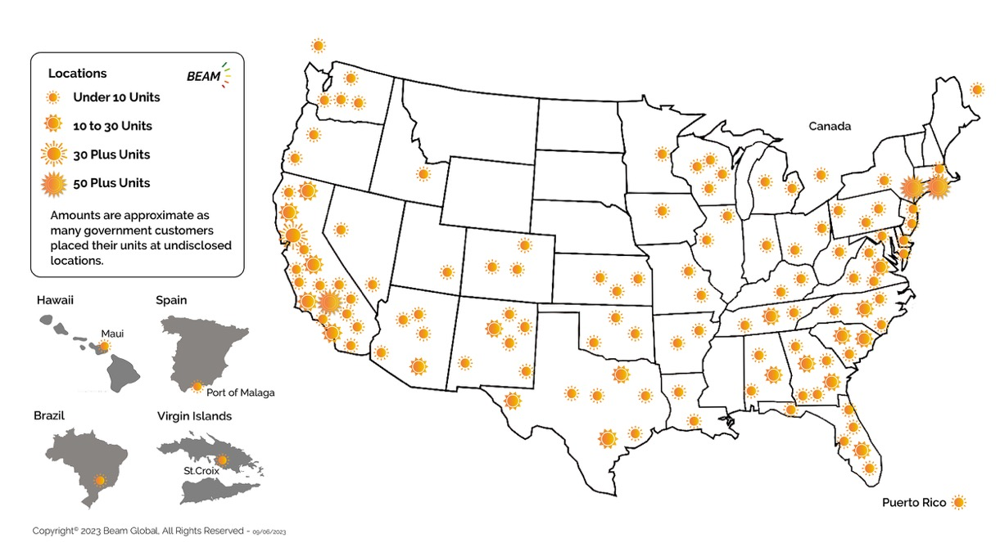 Locations
BEAM
Under 10 Units
10 to 30 Units
30 Plus Units
50 Plus Units
Amounts are approximate as
many government customers
placed their units at undisclosed
locations.
Canada
Hawaii
Spain
Maui
Port of Malaga
Brazil
Virgin Islands
St.Croix
Puerto Rico
Copyright© 2023 Beam Global, All Rights Reserved - 09/06/2023